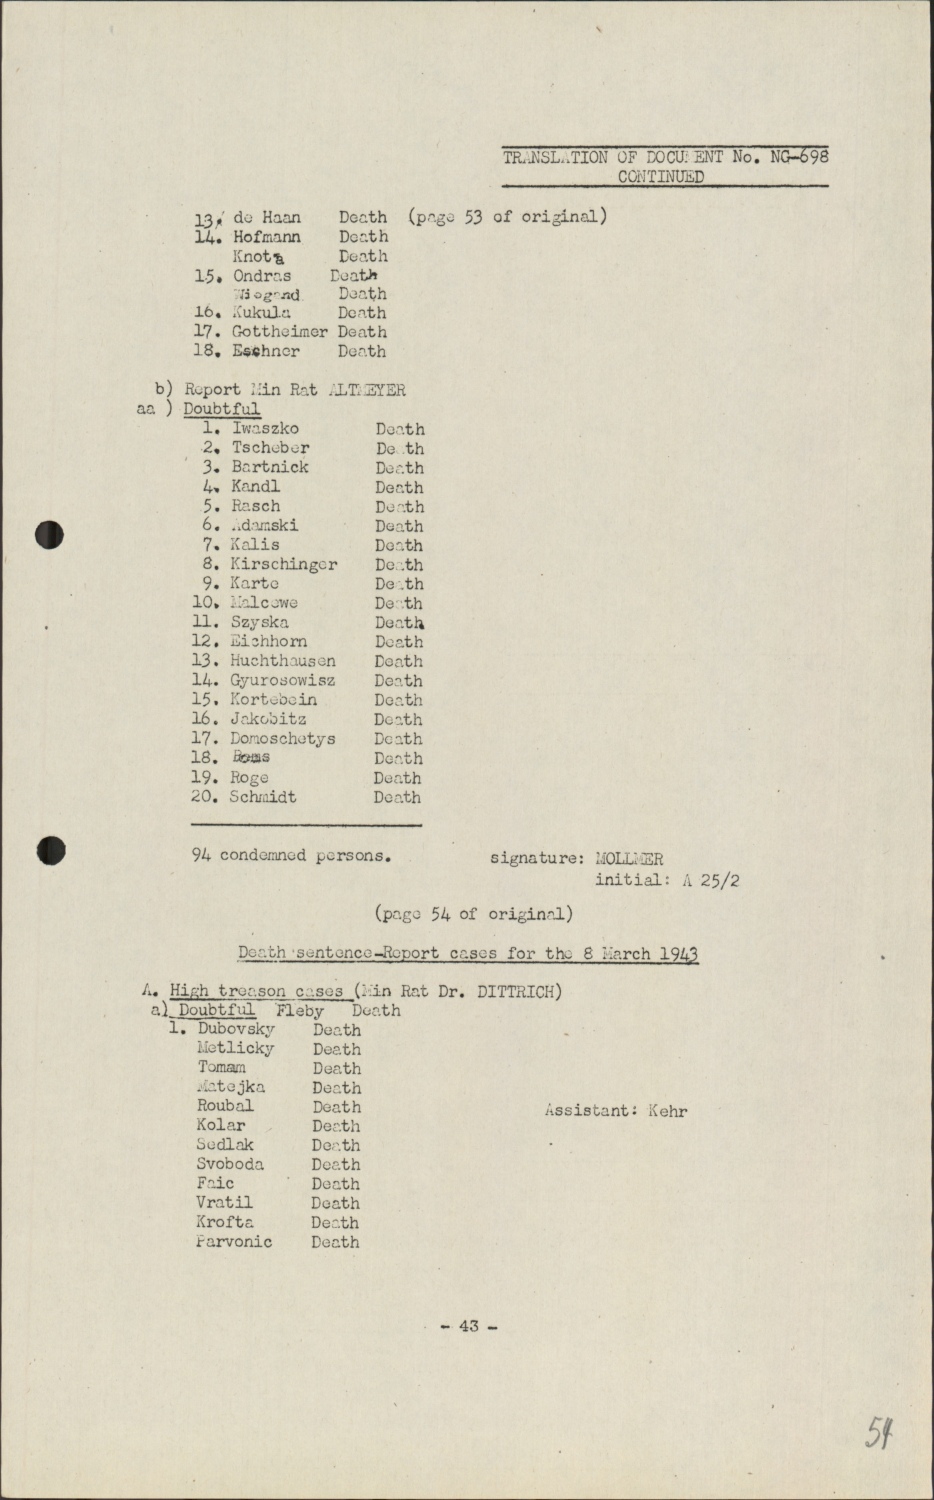 TRANSLATION OF DOCUMENT No. NG-698
CONTINUED
13. de Haan Death (page 53 of original)
14. Hofmann Death
Knota Death
15. Ondras Death
Wiegand Death
16. Kukula Death
17. Gottheimer Death
18. Eschner Death
b) Report Min Rat ALTMEYER
aa ) Doubtful
1. Iwaszko Death
2. Tscheber Death
3. Bartnick Death
4. Kandl Death
5. Rasch Death
6. Adamski Death
7. Kalis Death
8. Kirschinger Death
9. Karte Death
10. Malcewe Death
11. Szyska Death
12. Eichhorn Death
13. Huchthausen Death
14. Gyurosowisz Death
15. Kortebein Death
16. Jakobitz Death
17. Domoschetys Death
18. Death
19. Roge Death
20. Schmidt Death
94 condemned persons. signature: MOLLMER
initial: A 25/2
(page 54 of original)
Death sentence-Report cases for the 8 March 1943
A. High treason cases (Min Rat Dr. DITTRICH)
a) Doubtful Fleby Death
1. Dubovsky Death
Metlicky Death
Tomam Death
Matejka Death
Roubal Death Assistant: Kehr
Kolar Death
Sedlak Death
Svoboda Death
Faic Death
Vratil Death
Krofta Death
Parvonic Death
- 43 -
54